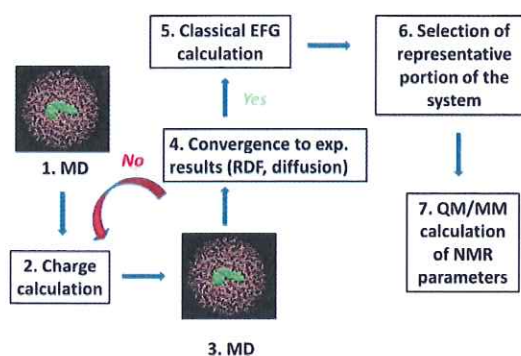 1. MD
2. Charge
calculation
3. MD
4. Convergence to exp.
results (RDF, diffusion)
No
Yes
5. Classical EFG
calculation
6. Selection of
representative
portion of the
system
7. QM/MM
calculation
of NMR
parameters